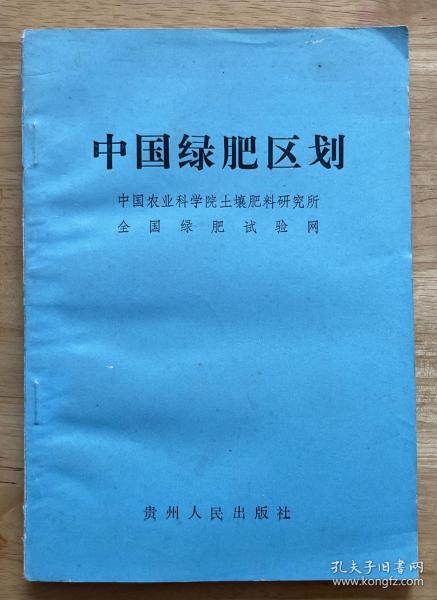 中国绿肥区划
中国农业科学院土壤肥料研究所
全国绿肥试验网
贵州人民出版社
孔夫子旧书网
www.kongfz.com